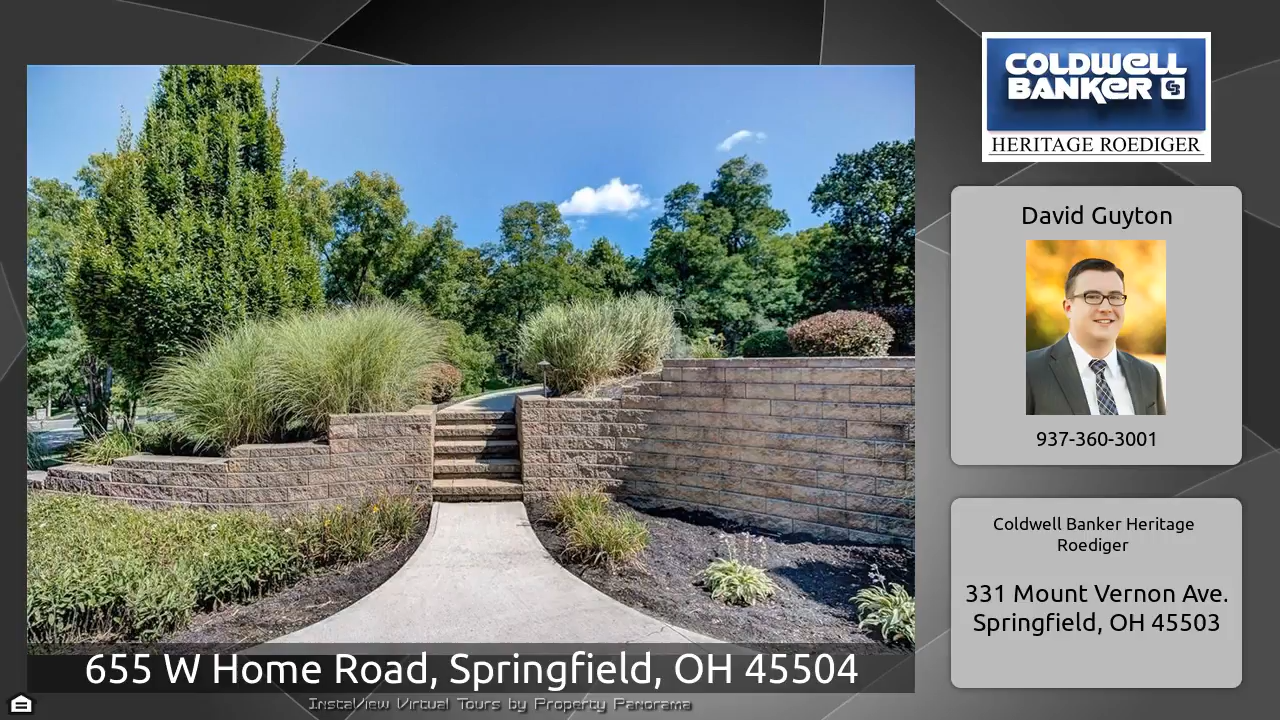 COLDWELL
BANKER CB
HERITAGE ROEDIGER
David Guyton
937-360-3001
Coldwell Banker Heritage
Roediger
331 Mount Vernon Ave.
Springfield, OH 45503
655 W Home Road, Springfield, OH 45504
InstaView Virtual Tours by Property Panorama